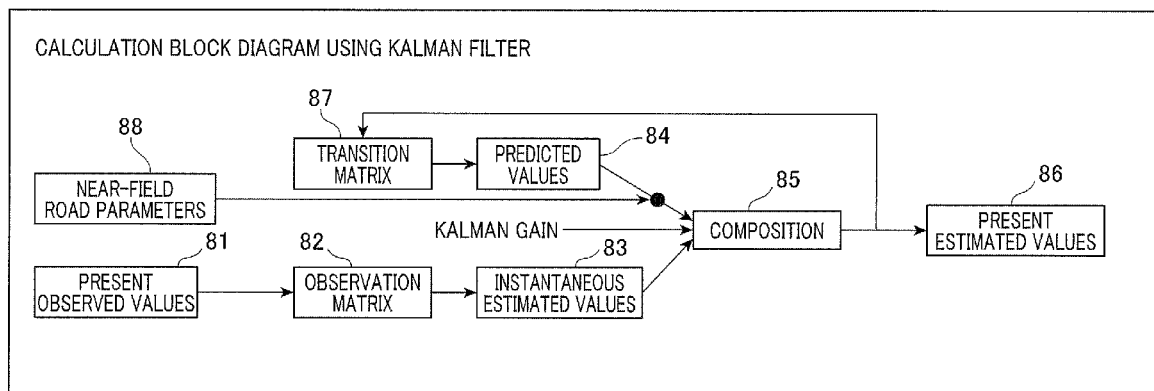 CALCULATION BLOCK DIAGRAM USING KALMAN FILTER
87
88
TRANSITION
MATRIX
PREDICTED
VALUES
84
NEAR-FIELD
ROAD PARAMETERS
85
86
KALMAN GAIN
COMPOSITION
PRESENT
ESTIMATED VALUES
81
82
83
PRESENT
OBSERVED VALUES
OBSERVATION
MATRIX
INSTANTANEOUS
ESTIMATED VALUES